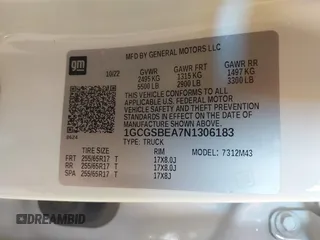 gm
MFD BY GENERAL MOTORS LLC
10/22
GVWR GAWR FRT GAWR RR
2495 KG 1315 KG 1497 KG
5500 LB 2900 LB 3300 LB
THIS VEHICLE CONFORMS TO ALL
APPLICABLE U.S. FEDERAL MOTOR
VEHICLE SAFETY STANDARDS IN EFFECT ON
THE DATE OF MANUFACTURE SHOWN ABOVE.
1GCGSBEA7N1306183
TYPE: TRUCK
TIRE SIZE RIM MODEL: 7312M43
FRT 255/65R17 T 17X8.0J
RR 255/65R17 T 17X8.0J
SPA 255/65R17 T 17X8J
DREAMBID